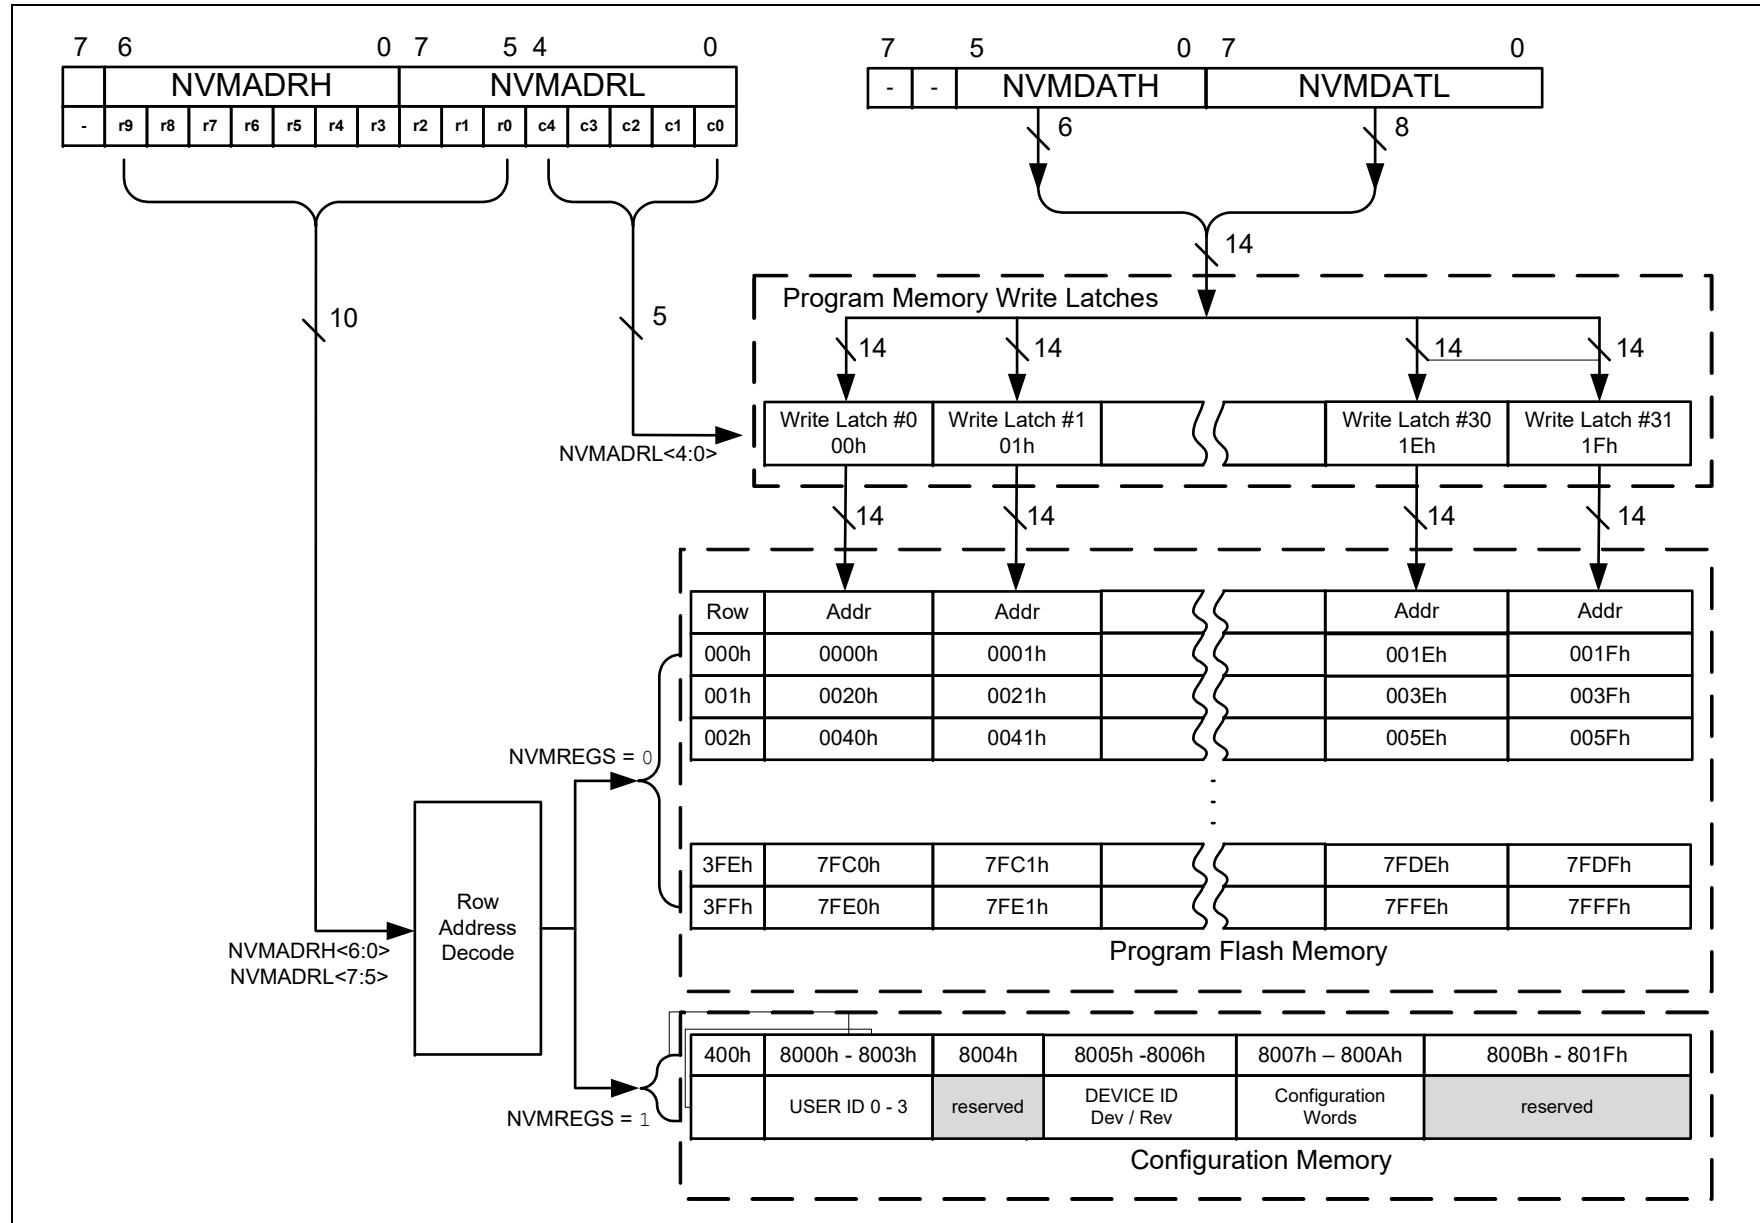 7 6 0 7 5 4 0
NVMADRH NVMADRL
- r9 r8 r7 r6 r5 r4 r3 r2 r1 r0 c4 c3 c2 c1 c0
7 5 0 7 0
- - NVMDATH NVMDATL
6 8
14
10 5
Program Memory Write Latches
14 14 14 14
Write Latch #0 Write Latch #1 Write Latch #30 Write Latch #31
00h 01h 1Eh 1Fh
NVMADRL<4:0>
14 14 14 14
Row Addr Addr Addr Addr
000h 0000h 0001h 001Eh 001Fh
001h 0020h 0021h 003Eh 003Fh
002h 0040h 0041h 005Eh 005Fh
NVMREGS = 0
3FEh 7FC0h 7FC1h 7FDEh 7FDFh
3FFh 7FE0h 7FE1h 7FFEh 7FFFh
Program Flash Memory
Row
Address
Decode
NVMADRH<6:0>
NVMADRL<7:5>
400h 8000h - 8003h 8004h 8005h -8006h 8007h – 800Ah 800Bh - 801Fh
USER ID 0 - 3 reserved DEVICE ID Configuration reserved
Dev / Rev Words
NVMREGS = 1
Configuration Memory